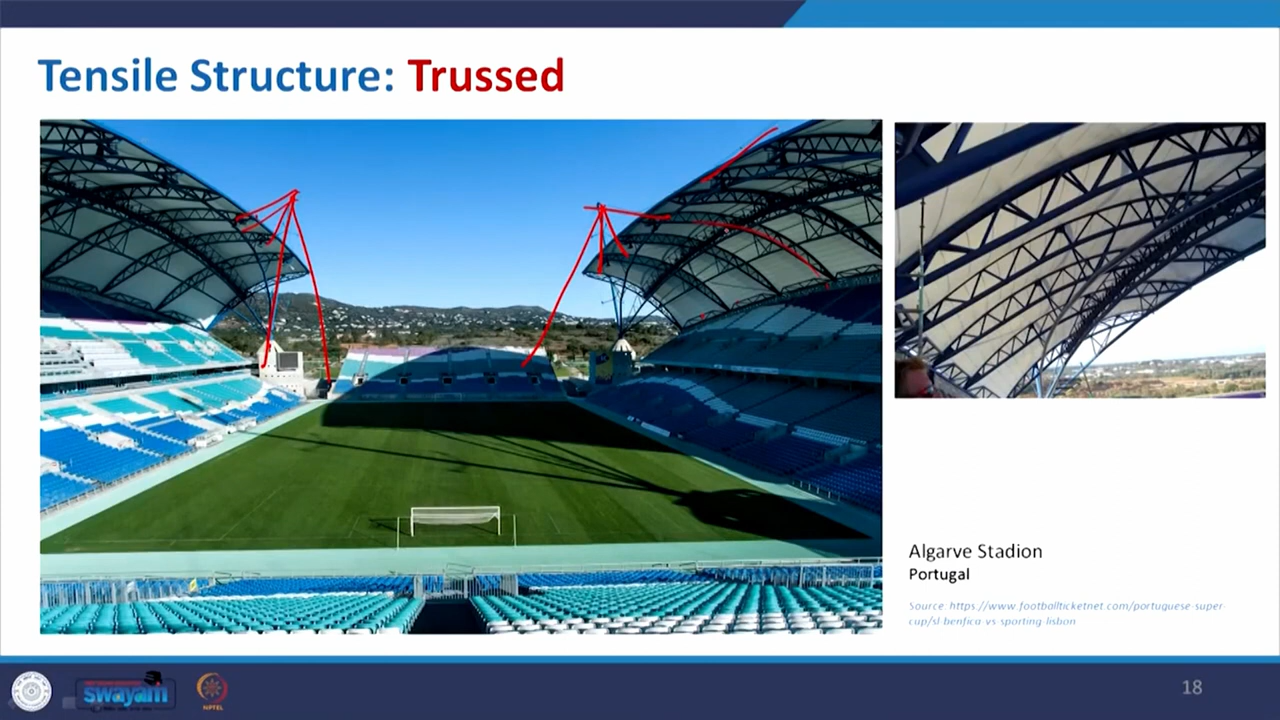 Tensile Structure: Trussed
Algarve Stadion
Portugal
Source: https://www.footballticketnet.com/portuguese-super-
cup/sl-benfica-vs-sporting-lisbon
swayam
NPTEL
18